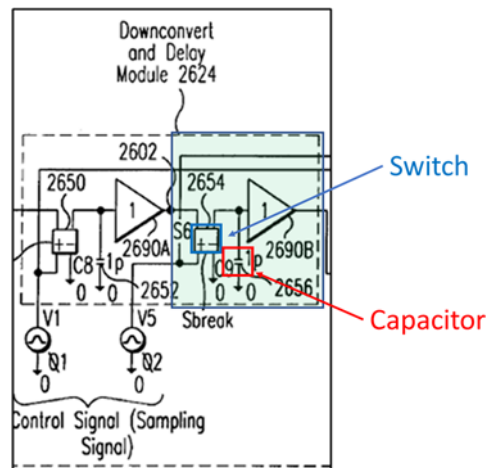 Downconvert
and Delay
Module 2624
2602
2650
2654
Switch
1
1
2690A
S6
2690B
C8
1p
C9
1p
0
0
2652
0
0
2656
Sbreak
Capacitor
V1
V5
Q1
Q2
0
0
Control Signal (Sampling
Signal)